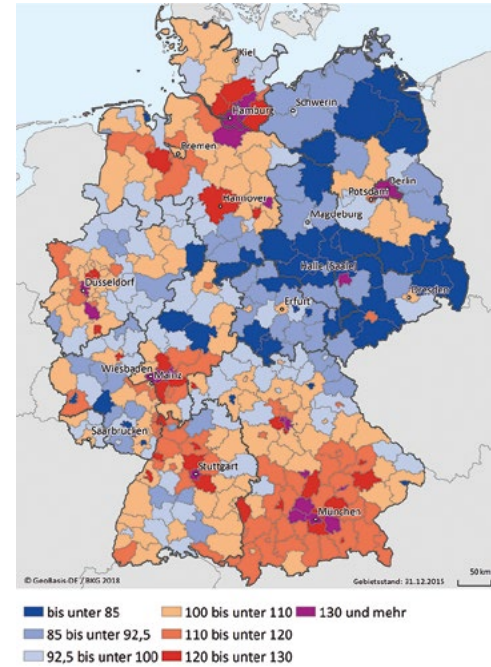 Kiel
Schwerin
Hambur
Bremen
Berlin
Potsdam
Hannover
Magdeburg
Halle (Saale)
Düsseldorf
Dresden
Erfurt
Wiesbaden
Mainz
Saarbrücken
Stuttgart
München
© GeoBasis-DE / BKG 2018 Gebietsstand: 31.12.2015 50 km
bis unter 85 100 bis unter 110 130 und mehr
85 bis unter 92,5 110 bis unter 120
92,5 bis unter 100 120 bis unter 130